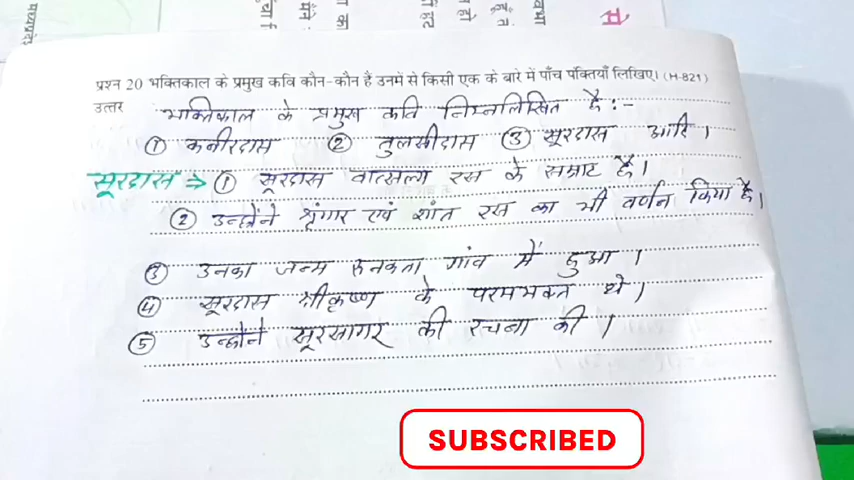 प्रश्न 20 भक्तिकाल के प्रमुख कवि कौन-कौन हैं उनमें से किसी एक के बारे में पाँच पंक्तियाँ लिखिए। (H-821)
उत्तर भक्तिकाल के प्रमुख कवि निम्नलिखित है :-
① कबीरदास ② तुलसीदास ③ सूरदास आदि ।
सूरदास ⇒ ① सूरदास वात्सल्य रस के सम्राट है ।
② उन्होंने श्रृंगार एवं शांत रस का भी वर्णन किया है ।
③ उनका जन्म रुनकता गांव में हुआ ।
④ सूरदास श्रीकृष्ण के परमभक्त थे ।
⑤ उन्होंने सूरसागर की रचना की ।
SUBSCRIBED